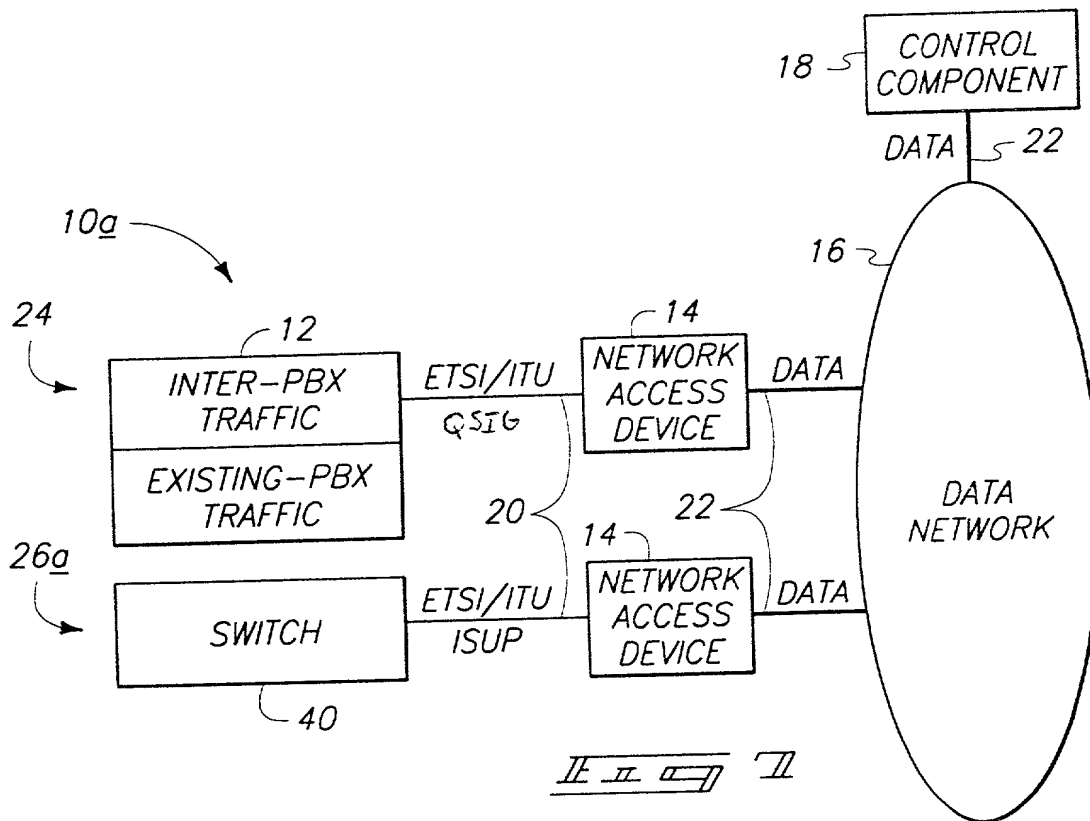 18
CONTROL
COMPONENT
DATA
22
10a
16
24
12
14
INTER-PBX
TRAFFIC
ETSI/ITU
QSIG
NETWORK
ACCESS
DEVICE
DATA
EXISTING-PBX
TRAFFIC
20
22
DATA
NETWORK
26a
14
SWITCH
ETSI/ITU
ISUP
NETWORK
ACCESS
DEVICE
DATA
40